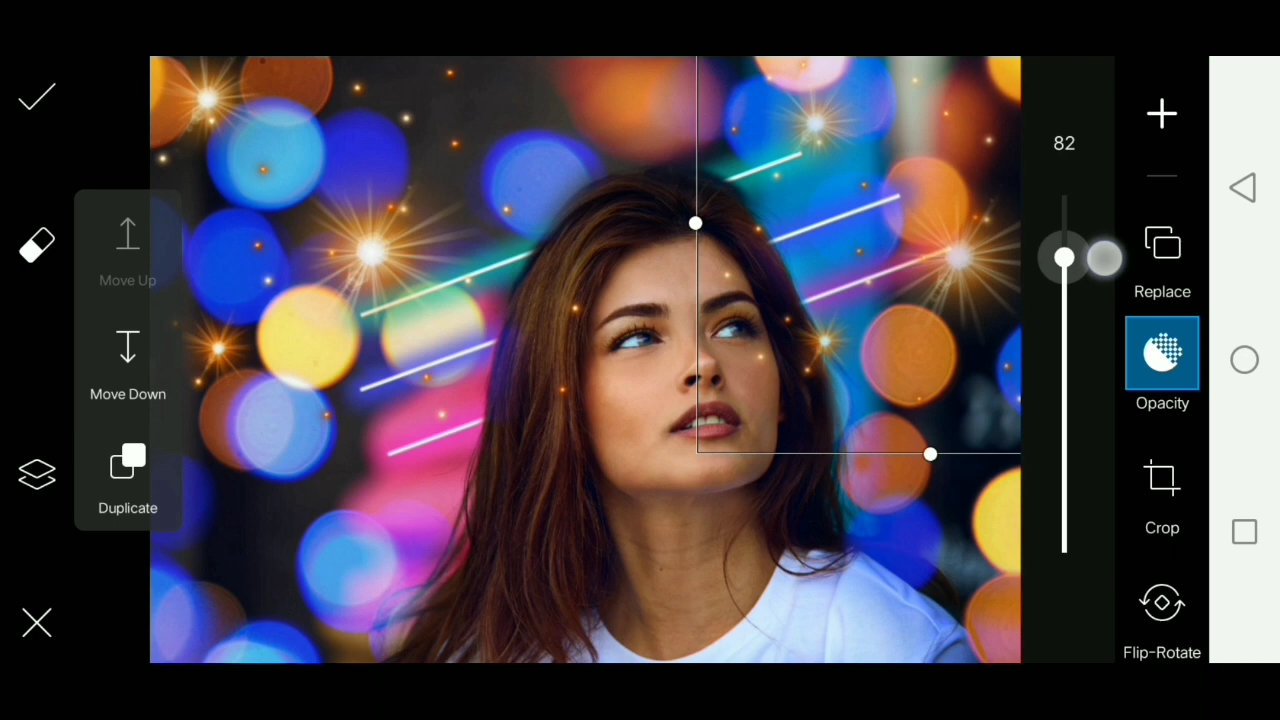 82
Move Up
Replace
Move Down
Opacity
Duplicate
Crop
Flip-Rotate